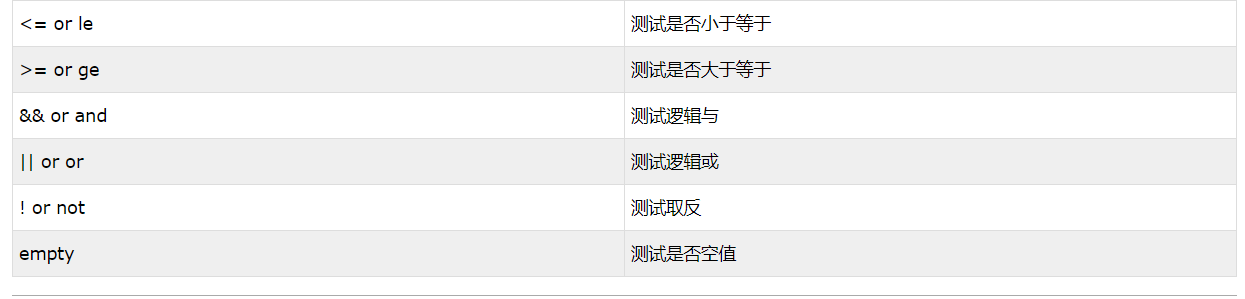 <= or le 测试是否小于等于
>= or ge 测试是否大于等于
&& or and 测试逻辑与
|| or or 测试逻辑或
! or not 测试取反
empty 测试是否空值